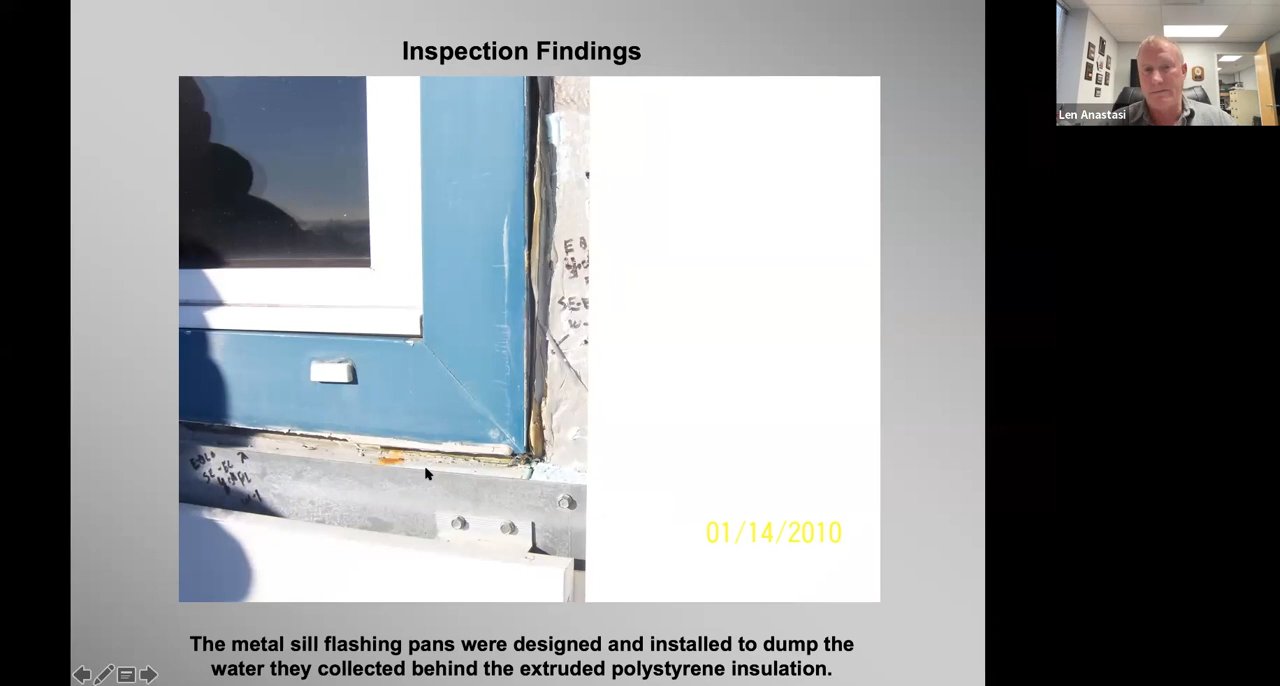 Inspection Findings
Len Anastasi
01/14/2010
The metal sill flashing pans were designed and installed to dump the
water they collected behind the extruded polystyrene insulation.